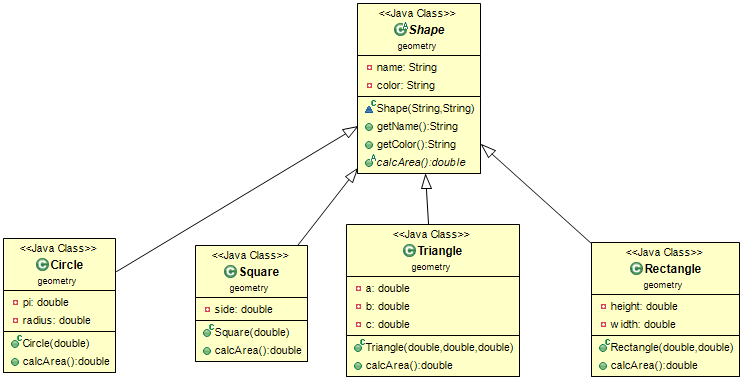 <<Java Class>>
Shape
geometry
name: String
color: String
Shape(String,String)
getName():String
getColor():String
calcArea():double
<<Java Class>>
Circle
geometry
pi: double
radius: double
Circle(double)
calcArea():double
<<Java Class>>
Square
geometry
side: double
Square(double)
calcArea():double
<<Java Class>>
Triangle
geometry
a: double
b: double
c: double
Triangle(double,double,double)
calcArea():double
<<Java Class>>
Rectangle
geometry
height: double
width: double
Rectangle(double,double)
calcArea():double